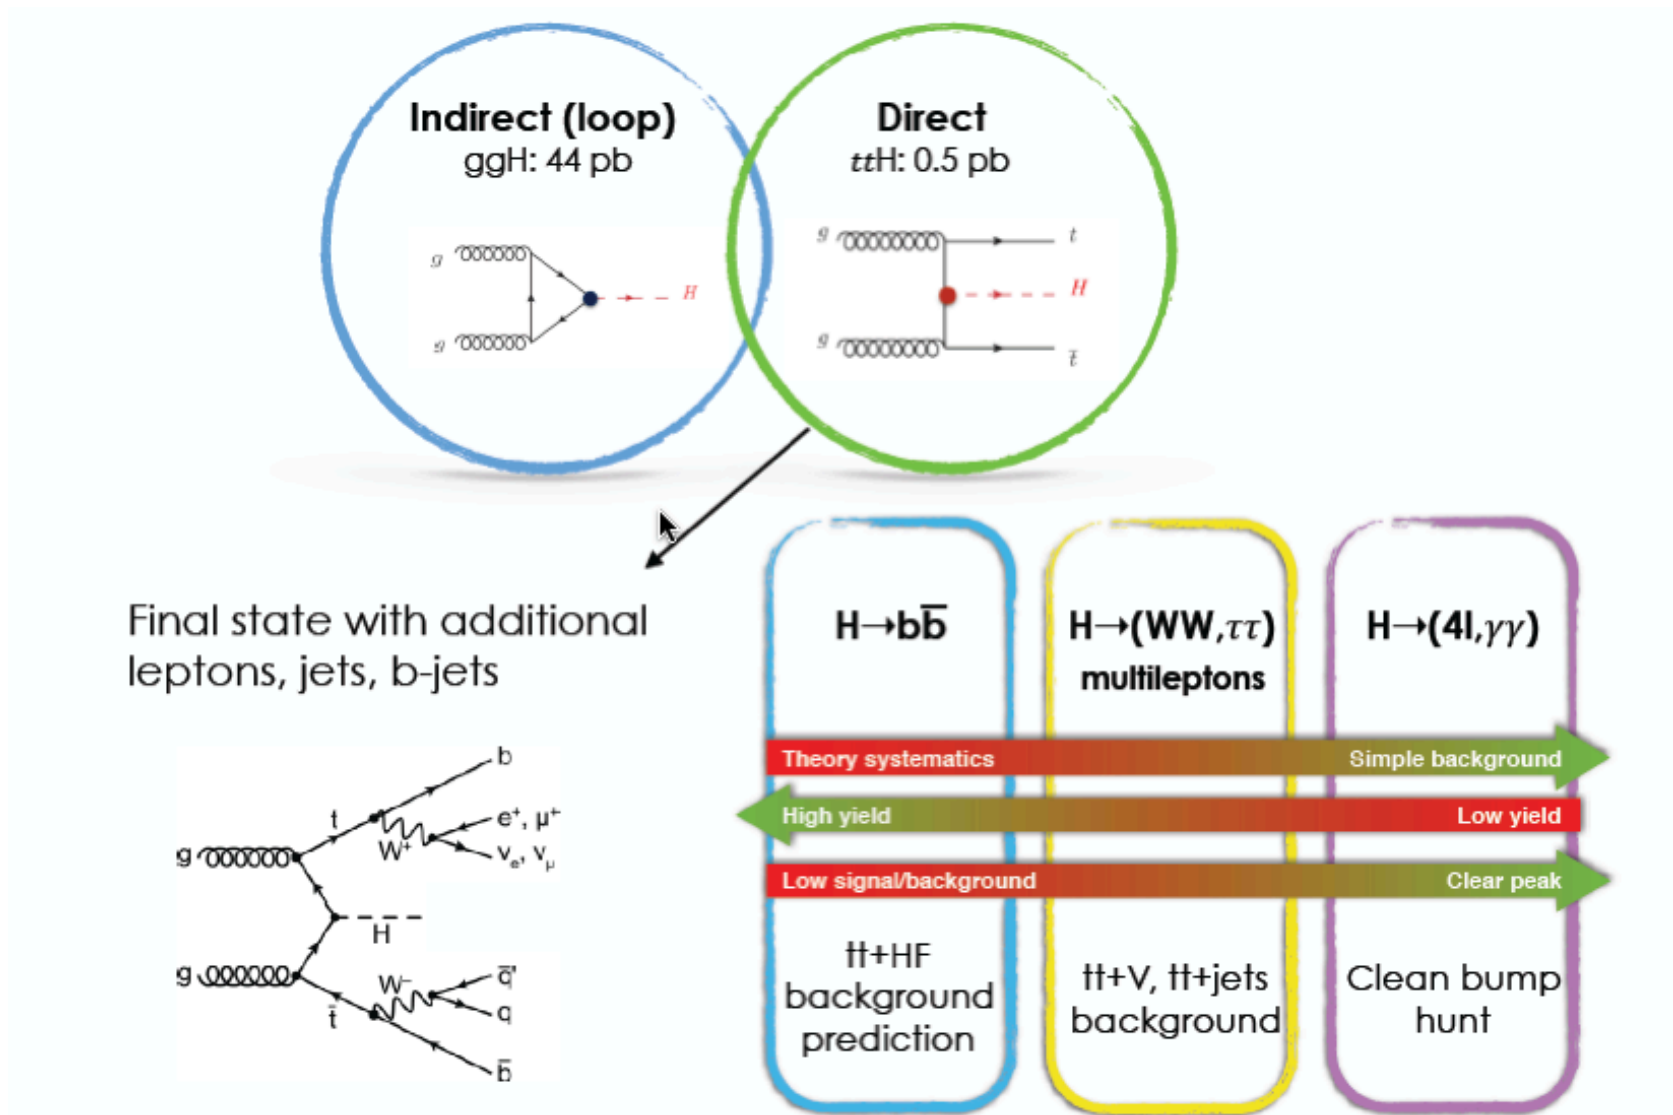 Indirect (loop)
ggH: 44 pb
g
g
H
Direct
ttH: 0.5 pb
g
g
t
H
t̅
Final state with additional
leptons, jets, b-jets
g
g
t
t̅
W⁺
W⁻
H
b
e⁺, μ⁺
νₑ, ν_μ
q̅'
q
b̅
H→bb̅
H→(WW,ττ)
multileptons
H→(4l,γγ)
Theory systematics
Simple background
High yield
Low yield
Low signal/background
Clear peak
tt+HF
background
prediction
tt+V, tt+jets
background
Clean bump
hunt